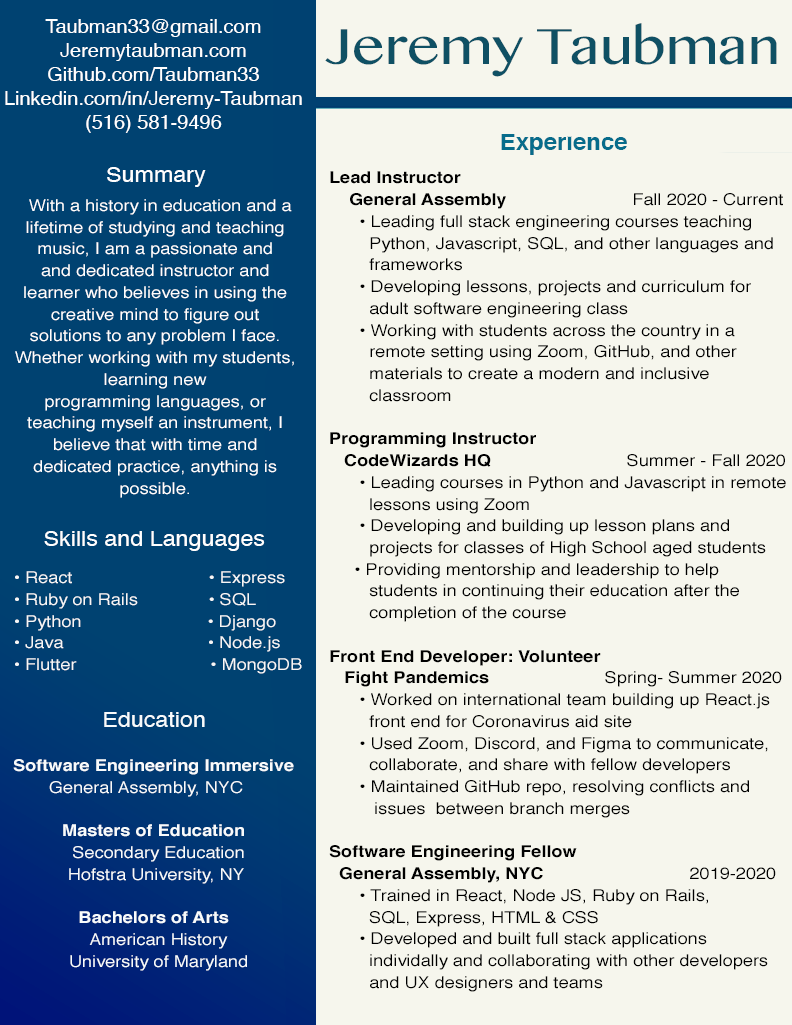 Taubman33@gmail.com
Jeremytaubman.com
Github.com/Taubman33
Linkedin.com/in/Jeremy-Taubman
(516) 581-9496
Summary
With a history in education and a
lifetime of studying and teaching
music, I am a passionate and
and dedicated instructor and
learner who believes in using the
creative mind to figure out
solutions to any problem I face.
Whether working with my students,
learning new
programming languages, or
teaching myself an instrument, I
believe that with time and
dedicated practice, anything is
possible.
Skills and Languages
• React • Express
• Ruby on Rails • SQL
• Python • Django
• Java • Node.js
• Flutter • MongoDB
Education
Software Engineering Immersive
General Assembly, NYC
Masters of Education
Secondary Education
Hofstra University, NY
Bachelors of Arts
American History
University of Maryland
Jeremy Taubman
Experience
Lead Instructor
General Assembly Fall 2020 - Current
• Leading full stack engineering courses teaching
Python, Javascript, SQL, and other languages and
frameworks
• Developing lessons, projects and curriculum for
adult software engineering class
• Working with students across the country in a
remote setting using Zoom, GitHub, and other
materials to create a modern and inclusive
classroom
Programming Instructor
CodeWizards HQ Summer - Fall 2020
• Leading courses in Python and Javascript in remote
lessons using Zoom
• Developing and building up lesson plans and
projects for classes of High School aged students
• Providing mentorship and leadership to help
students in continuing their education after the
completion of the course
Front End Developer: Volunteer
Fight Pandemics Spring- Summer 2020
• Worked on international team building up React.js
front end for Coronavirus aid site
• Used Zoom, Discord, and Figma to communicate,
collaborate, and share with fellow developers
• Maintained GitHub repo, resolving conflicts and
issues  between branch merges
Software Engineering Fellow
General Assembly, NYC 2019-2020
• Trained in React, Node JS, Ruby on Rails,
SQL, Express, HTML & CSS
• Developed and built full stack applications
individally and collaborating with other developers
and UX designers and teams